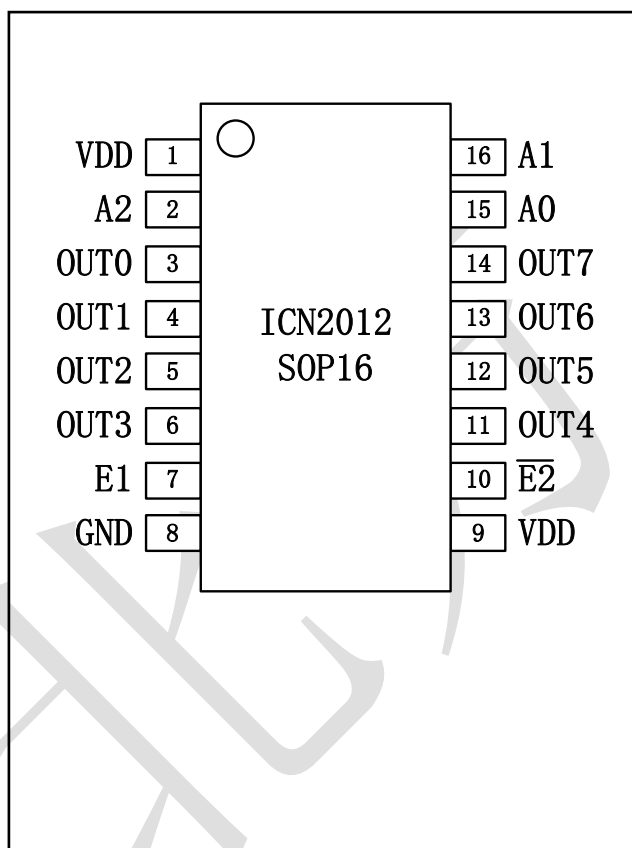 VDD 1 16 A1
A2 2 15 A0
OUT0 3 14 OUT7
OUT1 4 13 OUT6
ICN2012
OUT2 5 12 OUT5
SOP16
OUT3 6 11 OUT4
E1 7 10 E̅2̅
GND 8 9 VDD